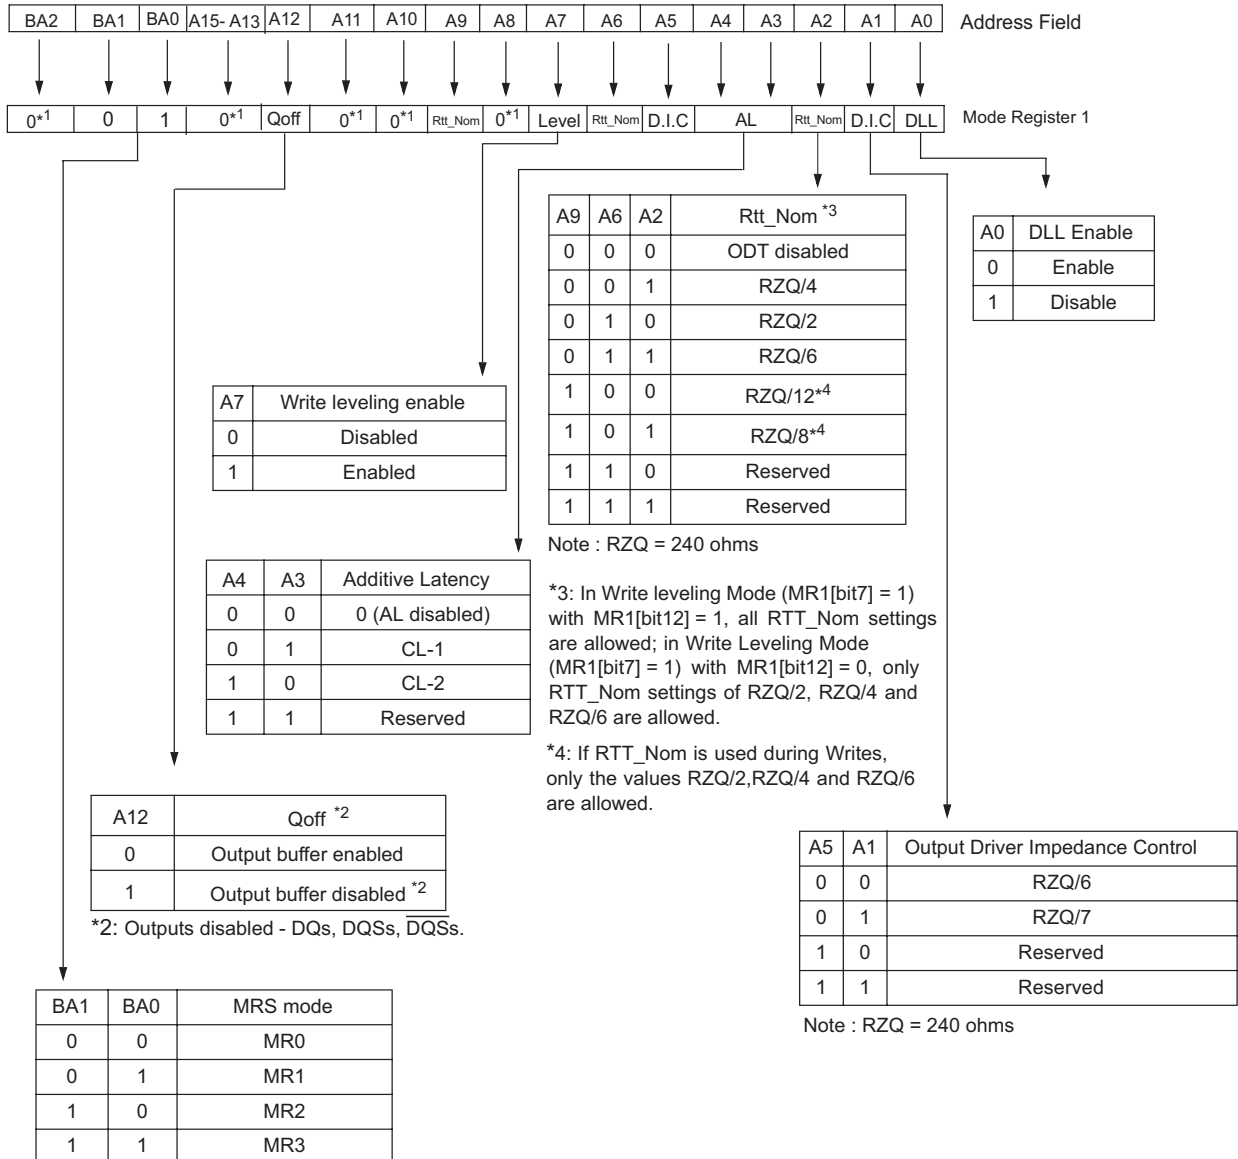 BA2 BA1 BA0 A15- A13 A12 A11 A10 A9 A8 A7 A6 A5 A4 A3 A2 A1 A0 Address Field
0*1 0 1 0*1 Qoff 0*1 0*1 Rtt_Nom 0*1 Level Rtt_Nom D.I.C AL Rtt_Nom D.I.C DLL Mode Register 1
A9 A6 A2 Rtt_Nom *3
0 0 0 ODT disabled
0 0 1 RZQ/4
0 1 0 RZQ/2
0 1 1 RZQ/6
1 0 0 RZQ/12*4
1 0 1 RZQ/8*4
1 1 0 Reserved
1 1 1 Reserved
Note : RZQ = 240 ohms
A0 DLL Enable
0 Enable
1 Disable
A7 Write leveling enable
0 Disabled
1 Enabled
A4 A3 Additive Latency
0 0 0 (AL disabled)
0 1 CL-1
1 0 CL-2
1 1 Reserved
*3: In Write leveling Mode (MR1[bit7] = 1)
with MR1[bit12] = 1, all RTT_Nom settings
are allowed; in Write Leveling Mode
(MR1[bit7] = 1) with MR1[bit12] = 0, only
RTT_Nom settings of RZQ/2, RZQ/4 and
RZQ/6 are allowed.
*4: If RTT_Nom is used during Writes,
only the values RZQ/2,RZQ/4 and RZQ/6
are allowed.
A12 Qoff *2
0 Output buffer enabled
1 Output buffer disabled *2
*2: Outputs disabled - DQs, DQSs, D̅Q̅S̅s.
A5 A1 Output Driver Impedance Control
0 0 RZQ/6
0 1 RZQ/7
1 0 Reserved
1 1 Reserved
Note : RZQ = 240 ohms
BA1 BA0 MRS mode
0 0 MR0
0 1 MR1
1 0 MR2
1 1 MR3